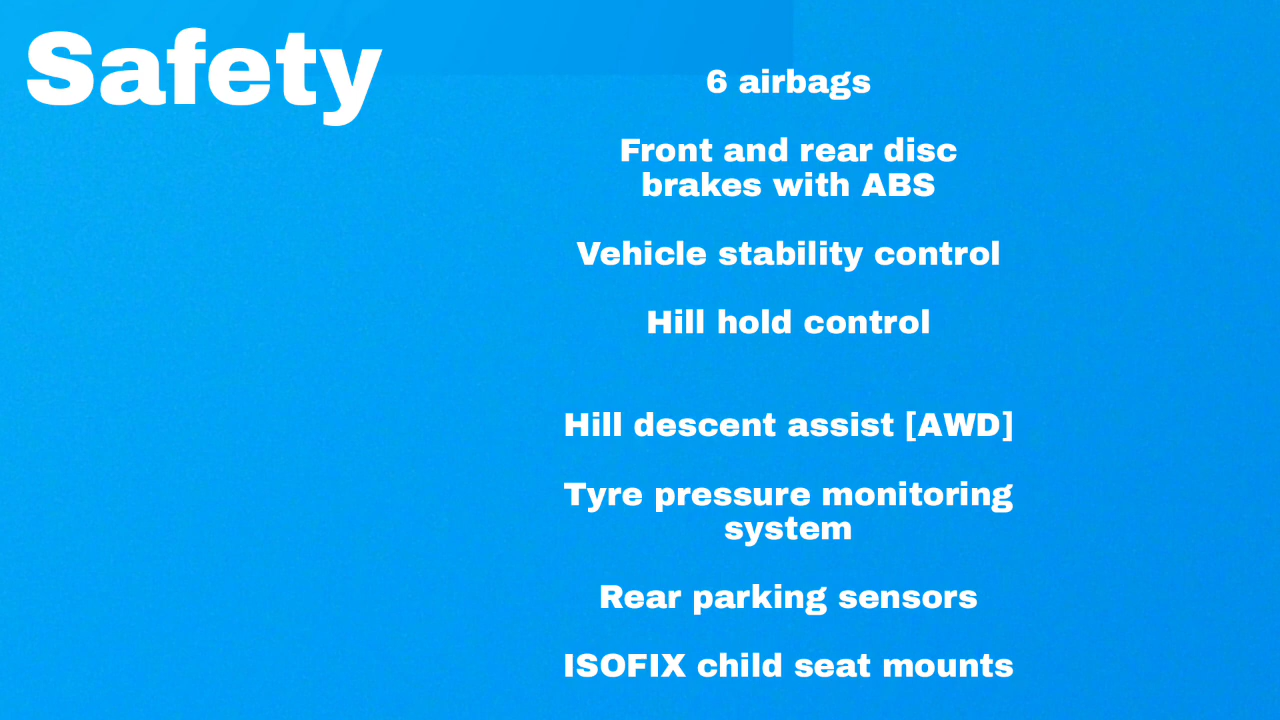 Safety
6 airbags
Front and rear disc
brakes with ABS
Vehicle stability control
Hill hold control
Hill descent assist [AWD]
Tyre pressure monitoring
system
Rear parking sensors
ISOFIX child seat mounts